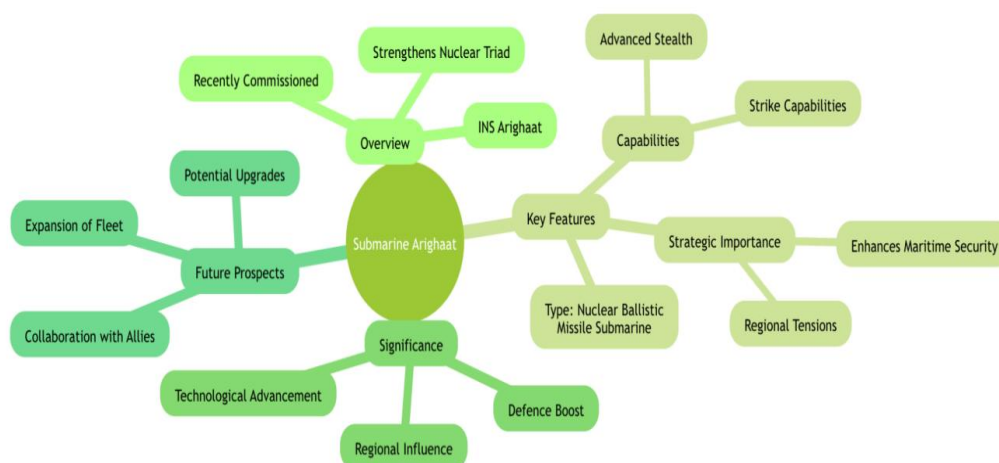 Strengthens Nuclear Triad
Recently Commissioned
INS Arighaat
Overview
Advanced Stealth
Strike Capabilities
Capabilities
Potential Upgrades
Expansion of Fleet
Future Prospects
Collaboration with Allies
Submarine Arighaat
Key Features
Strategic Importance
Enhances Maritime Security
Type: Nuclear Ballistic
Missile Submarine
Regional Tensions
Significance
Technological Advancement
Defence Boost
Regional Influence